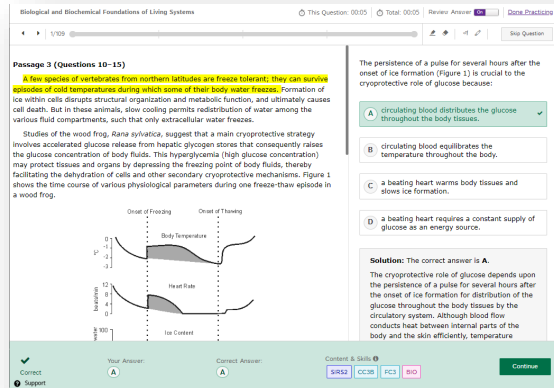 Biological and Biochemical Foundations of Living Systems
This Question: 00:05
Total: 00:05
Review Answer
Done Practicing
1/109
Skip Question
Passage 3 (Questions 10–15)
A few species of vertebrates from northern latitudes are freeze tolerant; they can survive
episodes of cold temperatures during which some of their body water freezes. Formation of
ice within cells disrupts structural organization and metabolic function, and ultimately causes
cell death. But in these animals, slow cooling permits redistribution of water among the
various fluid compartments, such that only extracellular water freezes.
Studies of the wood frog, Rana sylvatica, suggest that a main cryoprotective strategy
involves accelerated glucose release from hepatic glycogen stores that consequently raises
the glucose concentration of body fluids. This hyperglycemia (high glucose concentration)
may protect tissues and organs by depressing the freezing point of body fluids, thereby
facilitating the dehydration of cells and other secondary cryoprotective mechanisms. Figure 1
shows the time course of various physiological parameters during one freeze-thaw episode in
a wood frog.
Onset of Freezing
Onset of Thawing
Body Temperature
°C
0
-1
-2
-3
Heart Rate
beats/min
12
8
4
0
Ice Content
water
100
The persistence of a pulse for several hours after the
onset of ice formation (Figure 1) is crucial to the
cryoprotective role of glucose because:
A circulating blood distributes the glucose
throughout the body tissues.
B circulating blood equilibrates the
temperature throughout the body.
C a beating heart warms body tissues and
slows ice formation.
D a beating heart requires a constant supply of
glucose as an energy source.
Solution: The correct answer is A.
The cryoprotective role of glucose depends upon
the persistence of a pulse for several hours after
the onset of ice formation for distribution of the
glucose throughout the body tissues by the
circulatory system. Although blood flow
conducts heat between internal parts of the
body and the skin efficiently, temperature
Correct
Your Answer:
A
Correct Answer:
A
Content & Skills
SIRS2
CC3B
FC3
BIO
Continue
Support